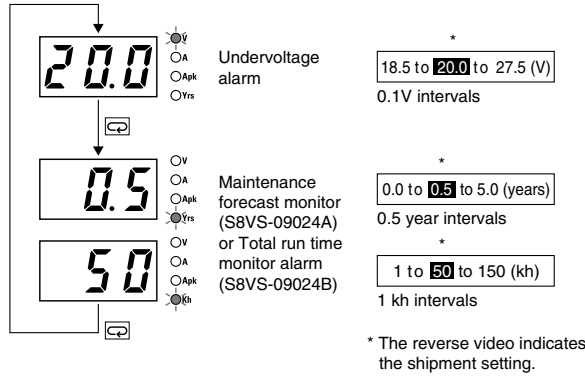 20.0
V
A
Apk
Yrs
Undervoltage
alarm
*
18.5 to 20.0 to 27.5 (V)
0.1V intervals
0.5
V
A
Apk
Yrs
50
V
A
Apk
Kh
Maintenance
forecast monitor
(S8VS-09024A)
or Total run time
monitor alarm
(S8VS-09024B)
*
0.0 to 0.5 to 5.0 (years)
0.5 year intervals
*
1 to 50 to 150 (kh)
1 kh intervals
* The reverse video indicates
the shipment setting.